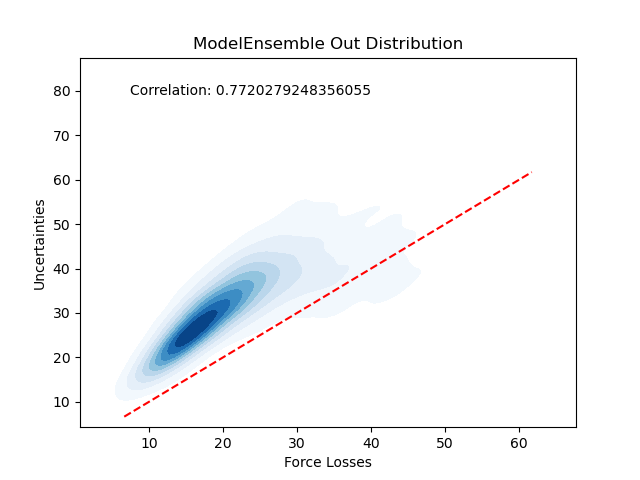 ModelEnsemble Out Distribution
Correlation: 0.7720279248356055
80
70
60
50
40
30
20
10
Uncertainties
10 20 30 40 50 60
Force Losses